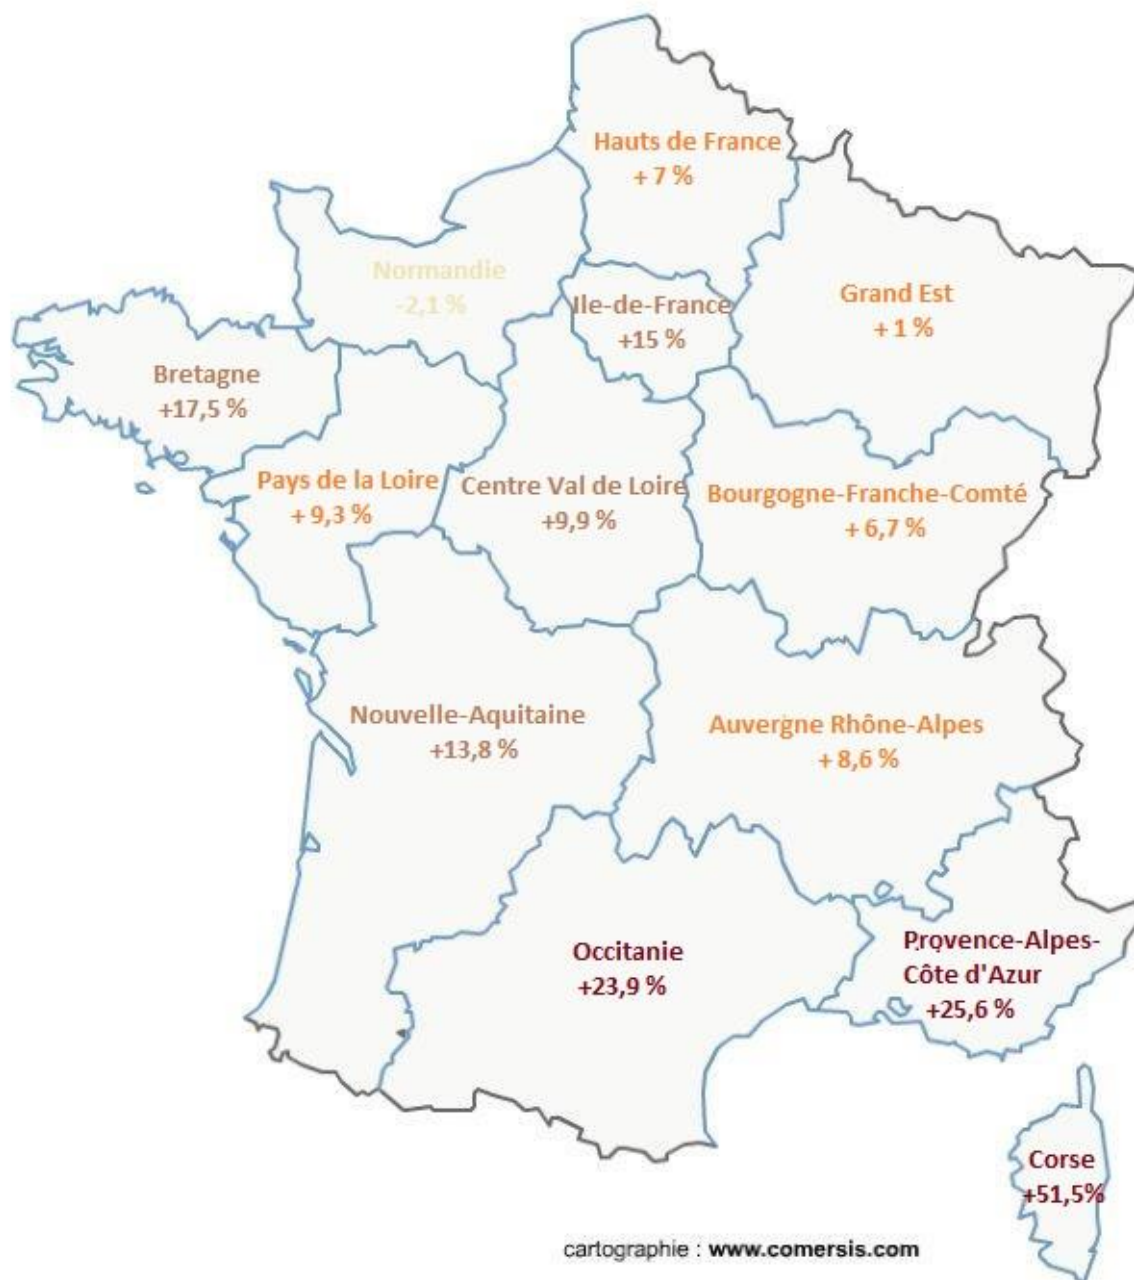 Hauts de France
+ 7 %
Normandie
-2,1 %
Ile-de-France
+15 %
Grand Est
+ 1 %
Bretagne
+17,5 %
Pays de la Loire
+ 9,3 %
Centre Val de Loire
+9,9 %
Bourgogne-Franche-Comté
+ 6,7 %
Nouvelle-Aquitaine
+13,8 %
Auvergne Rhône-Alpes
+ 8,6 %
Occitanie
+23,9 %
Provence-Alpes-
Côte d'Azur
+25,6 %
Corse
+51,5%
cartographie : www.comersis.com